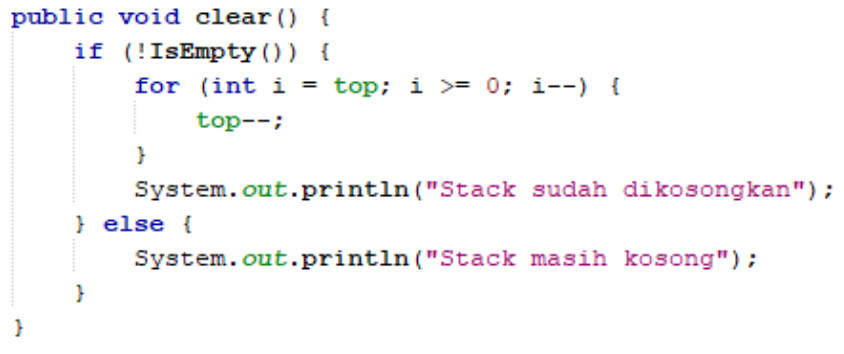 public void clear() {
    if (!IsEmpty()) {
        for (int i = top; i >= 0; i--) {
            top--;
        }
        System.out.println("Stack sudah dikosongkan");
    } else {
        System.out.println("Stack masih kosong");
    }
}